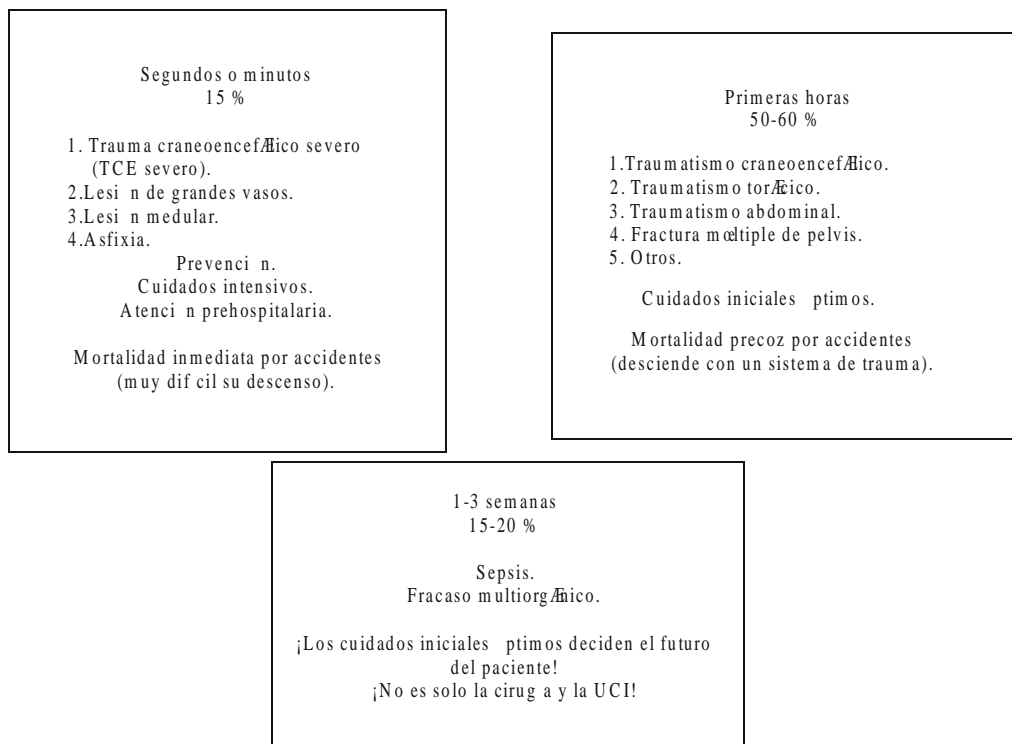 Segundos o minutos
15 %
1. Trauma craneoencefÆlico severo
(TCE severo).
2.Lesi n de grandes vasos.
3.Lesi n medular.
4.Asfixia.
Prevenci n.
Cuidados intensivos.
Atenci n prehospitalaria.
Mortalidad inmediata por accidentes
(muy dif cil su descenso).
Primeras horas
50-60 %
1.Traumatismo craneoencefÆlico.
2. Traumatismo torÆcico.
3. Traumatismo abdominal.
4. Fractura mœltiple de pelvis.
5. Otros.
Cuidados iniciales ptimos.
Mortalidad precoz por accidentes
(desciende con un sistema de trauma).
1-3 semanas
15-20 %
Sepsis.
Fracaso multiorgÆnico.
¡Los cuidados iniciales ptimos deciden el futuro
del paciente!
¡No es solo la cirug a y la UCI!